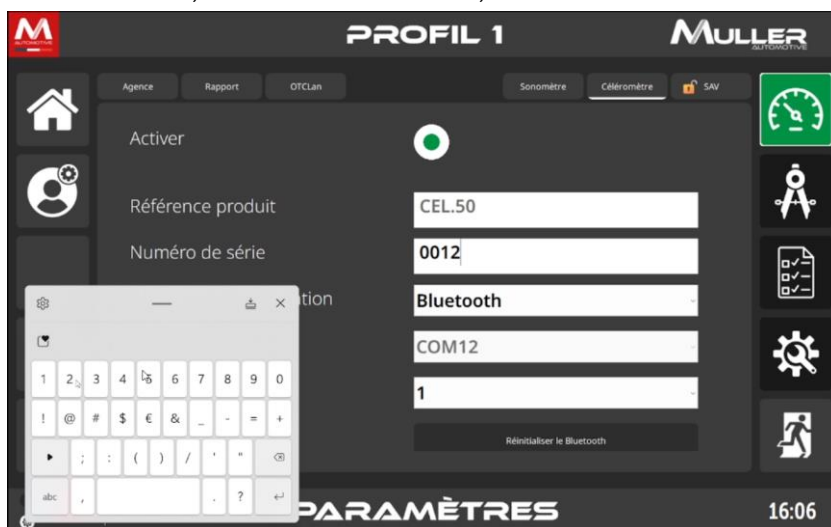 M
AUTOMOTIVE
PROFIL 1
MULLER
AUTOMOTIVE
Agence Rapport OTCLan Sonomètre Céléromètre SAV
Activer
Référence produit CEL.50
Numéro de série 0012
tion Bluetooth
COM12
1
Réinitialiser le Bluetooth
1 2 3 4 5 6 7 8 9 0
! @ # $ € & _ - = +
; : ( ) / ' "
abc , . ?
PARAMÈTRES 16:06